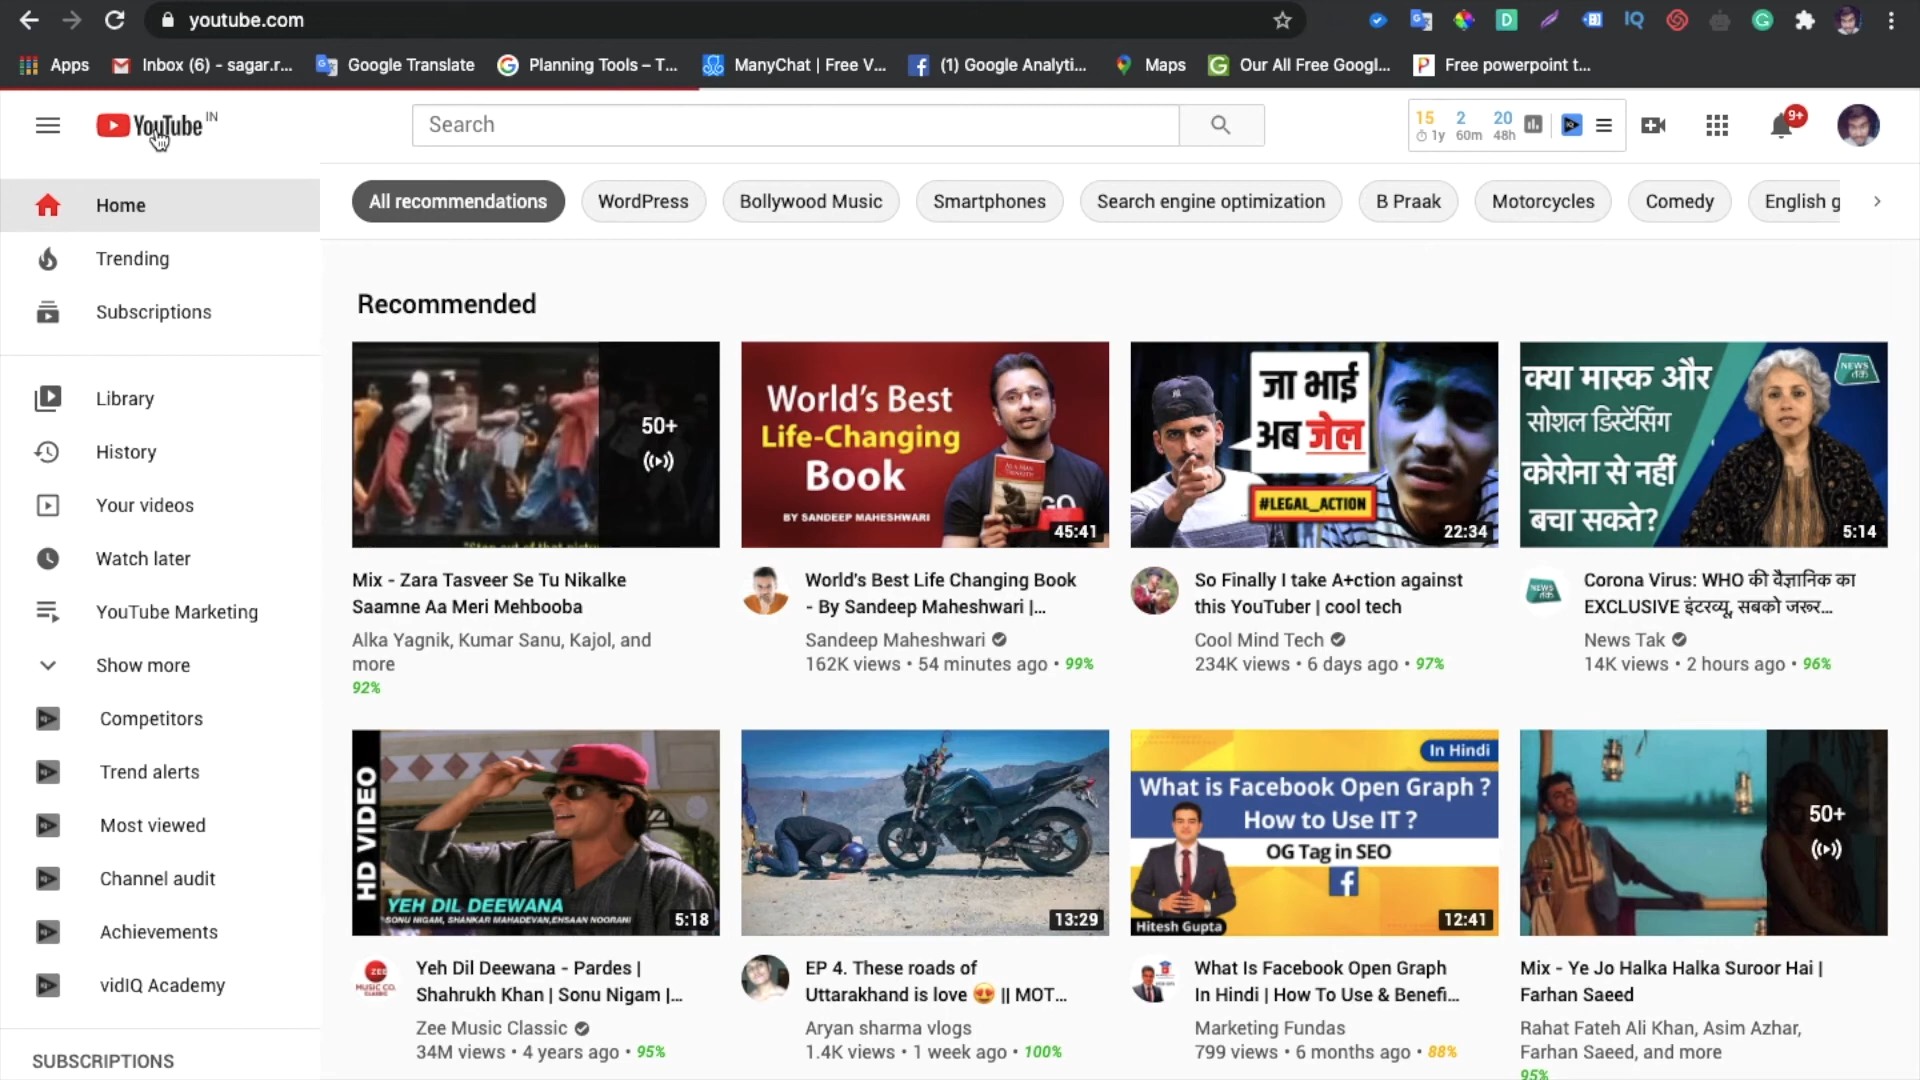 youtube.com
Apps
Inbox (6) - sagar.r...
Google Translate
Planning Tools – T...
ManyChat | Free V...
(1) Google Analyti...
Maps
Our All Free Googl...
Free powerpoint t...
YouTube IN
Search
15 2 20
1y 60m 48h
9+
Home
Trending
Subscriptions
Library
History
Your videos
Watch later
YouTube Marketing
Show more
Competitors
Trend alerts
Most viewed
Channel audit
Achievements
vidIQ Academy
SUBSCRIPTIONS
All recommendations
WordPress
Bollywood Music
Smartphones
Search engine optimization
B Praak
Motorcycles
Comedy
English g
Recommended
50+
Mix - Zara Tasveer Se Tu Nikalke
Saamne Aa Meri Mehbooba
Alka Yagnik, Kumar Sanu, Kajol, and
more
92%
World's Best
Life-Changing
Book
BY SANDEEP MAHESHWARI
45:41
World's Best Life Changing Book
- By Sandeep Maheshwari |...
Sandeep Maheshwari
162K views • 54 minutes ago • 99%
जा भाई
अब जेल
#LEGAL_ACTION
22:34
So Finally I take A+ction against
this YouTuber | cool tech
Cool Mind Tech
234K views • 6 days ago • 97%
क्या मास्क और
सोशल डिस्टेंसिंग
कोरोना से नहीं
बचा सकते?
NEWS तक
5:14
Corona Virus: WHO की वैज्ञानिक का
EXCLUSIVE इंटरव्यू, सबको जरूर...
News Tak
14K views • 2 hours ago • 96%
HD VIDEO
YEH DIL DEEWANA
SONU NIGAM, SHANKAR MAHADEVAN,EHSAAN NOORANI
5:18
ZEE
MUSIC CO.
CLASSIC
Yeh Dil Deewana - Pardes |
Shahrukh Khan | Sonu Nigam |...
Zee Music Classic
34M views • 4 years ago • 95%
13:29
EP 4. These roads of
Uttarakhand is love 😍 || MOT...
Aryan sharma vlogs
1.4K views • 1 week ago • 100%
In Hindi
What is Facebook Open Graph ?
How to Use IT ?
OG Tag in SEO
Hitesh Gupta
12:41
What Is Facebook Open Graph
In Hindi | How To Use & Benefi...
Marketing Fundas
799 views • 6 months ago • 88%
50+
Mix - Ye Jo Halka Halka Suroor Hai |
Farhan Saeed
Rahat Fateh Ali Khan, Asim Azhar,
Farhan Saeed, and more
95%